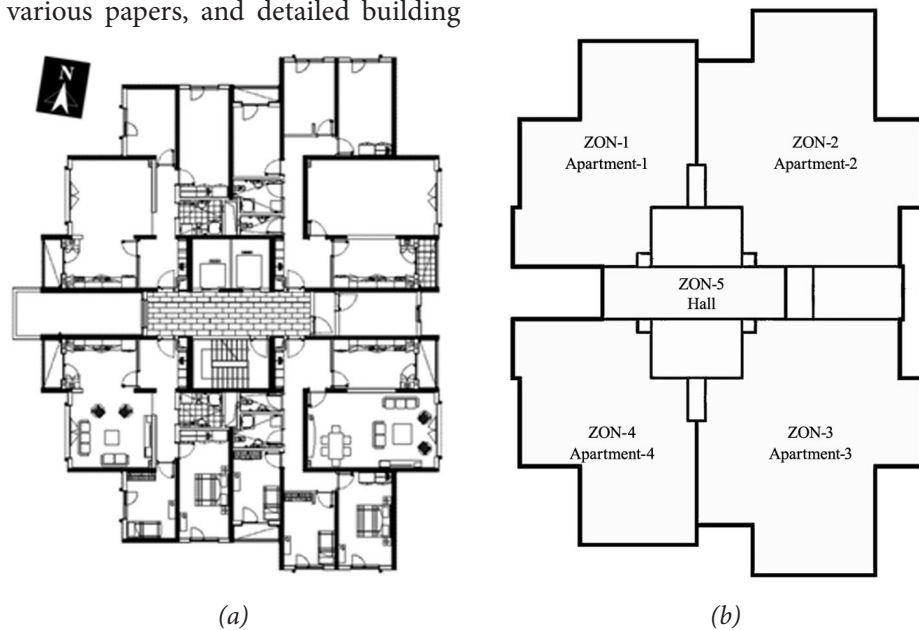 various papers, and detailed building
N
ZON-1
Apartment-1
ZON-2
Apartment-2
ZON-5
Hall
ZON-4
Apartment-4
ZON-3
Apartment-3
(a)
(b)